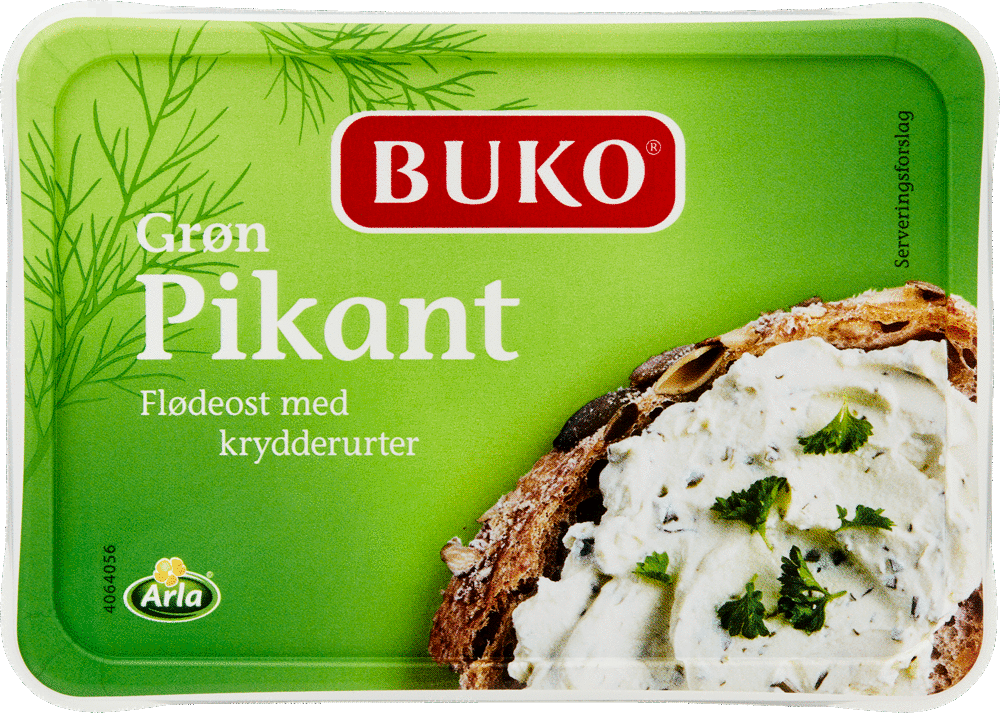 BUKO®
Grøn
Pikant
Flødeost med
krydderurter
Serveringsforslag
4064056
Arla®